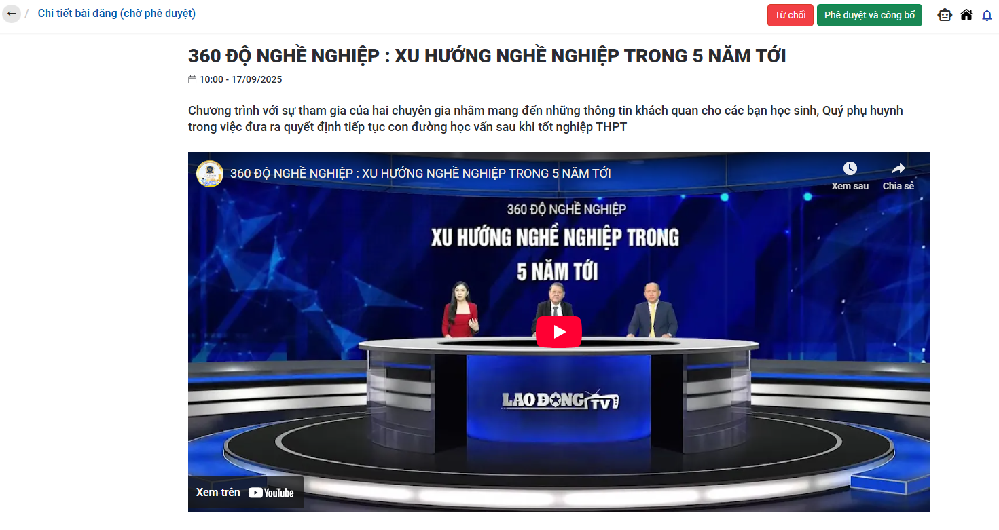 ← / Chi tiết bài đăng (chờ phê duyệt)
Từ chối
Phê duyệt và công bố
360 ĐỘ NGHỀ NGHIỆP : XU HƯỚNG NGHỀ NGHIỆP TRONG 5 NĂM TỚI
10:00 - 17/09/2025
Chương trình với sự tham gia của hai chuyên gia nhằm mang đến những thông tin khách quan cho các bạn học sinh, Quý phụ huynh
trong việc đưa ra quyết định tiếp tục con đường học vấn sau khi tốt nghiệp THPT
360 ĐỘ NGHỀ NGHIỆP : XU HƯỚNG NGHỀ NGHIỆP TRONG 5 NĂM TỚI
Xem sau
Chia sẻ
360 ĐỘ NGHỀ NGHIỆP
XU HƯỚNG NGHỀ NGHIỆP TRONG
5 NĂM TỚI
LAO ĐỘNG TV
Xem trên YouTube